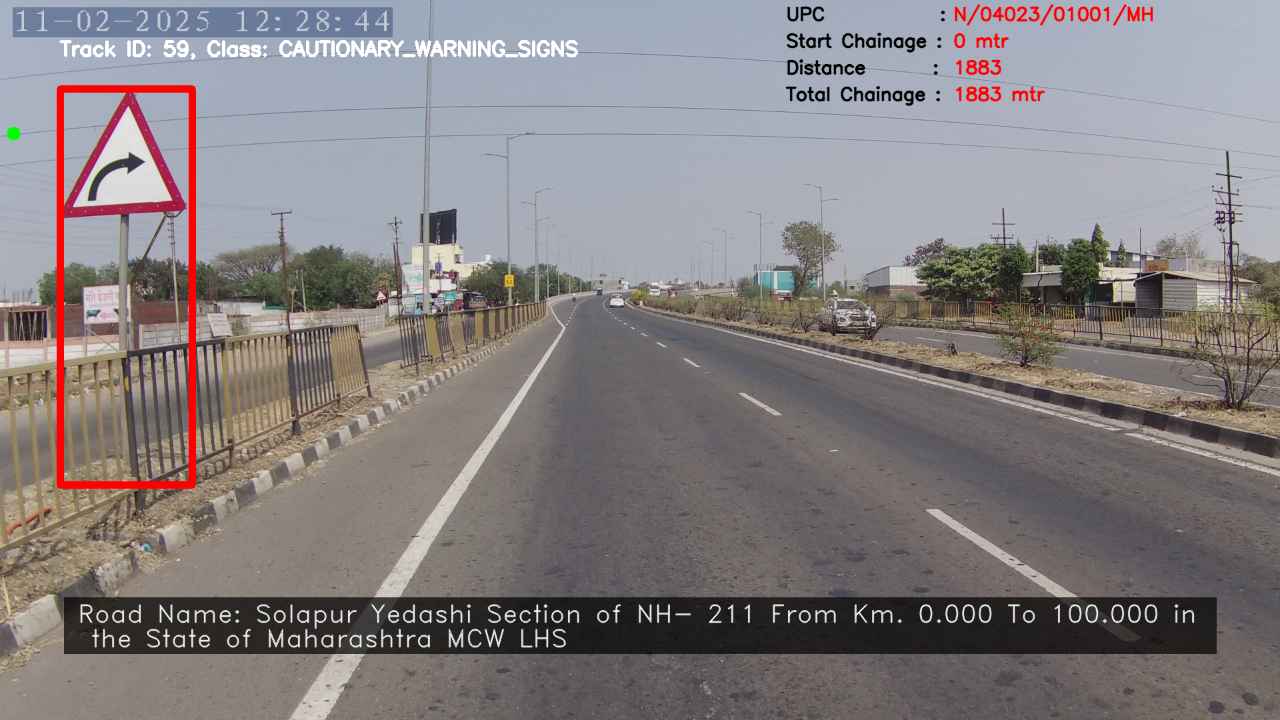 11-02-2025 12:28:44
Track ID: 59, Class: CAUTIONARY_WARNING_SIGNS
UPC : N/04023/01001/MH
Start Chainage : 0 mtr
Distance : 1883
Total Chainage : 1883 mtr
Road Name: Solapur Yedashi Section of NH- 211 From Km. 0.000 To 100.000 in
the State of Maharashtra MCW LHS